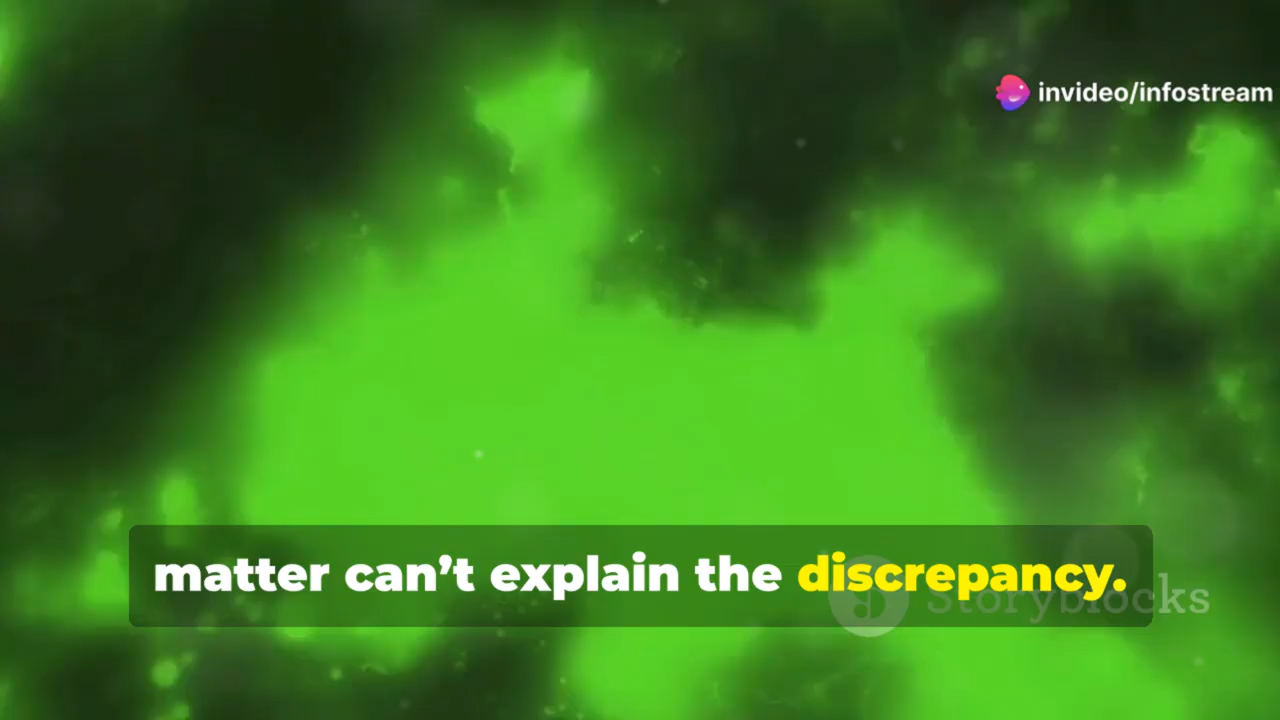 invideo/infostream
matter can't explain the discrepancy.
Storyblocks